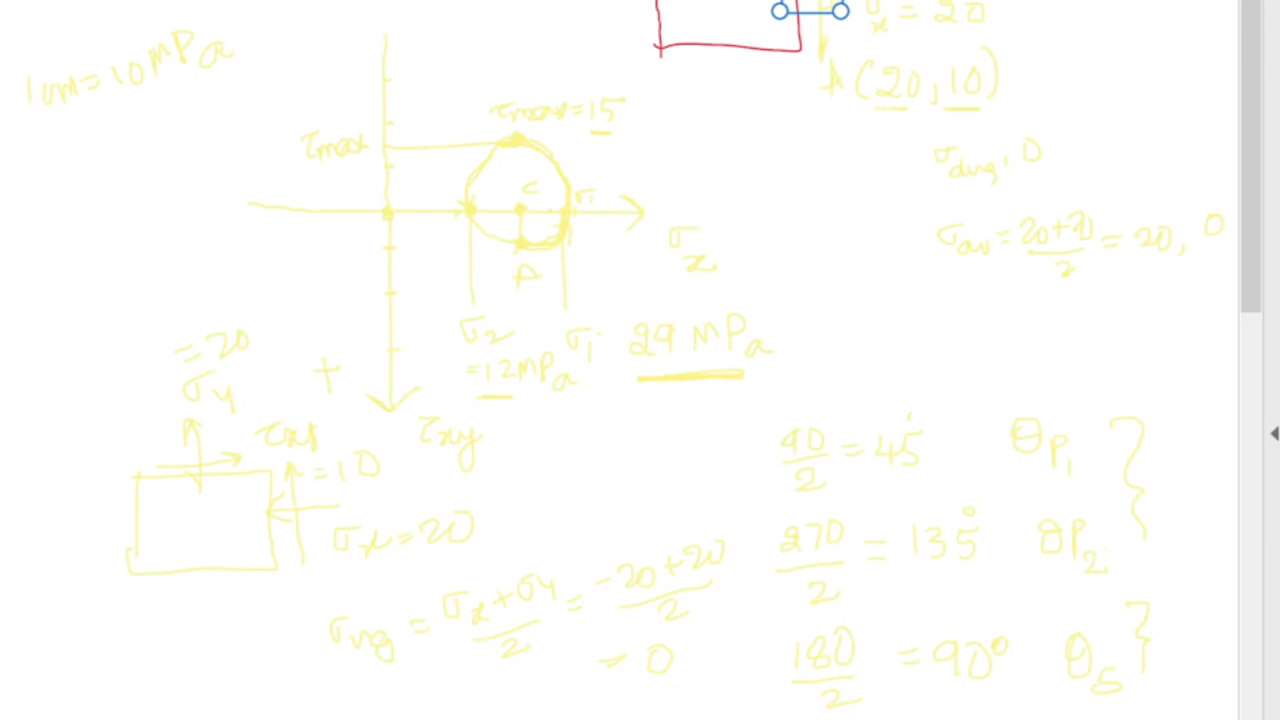 σx = 20
1 cm = 10 MPa
A (20, 10)
τmax = 15
τmax
σavg, 0
C
σ1
σav = 20+20/2 = 20, 0
σx
A
σ2 = 12 MPa
σ1 29 MPa
= 20
σy
+
τxy
= 10
τxy
90/2 = 45° θP1
σx = 20
270/2 = 135° θP2
σavg = σx+σy/2 = -20+20/2
= 0
180/2 = 90° θS